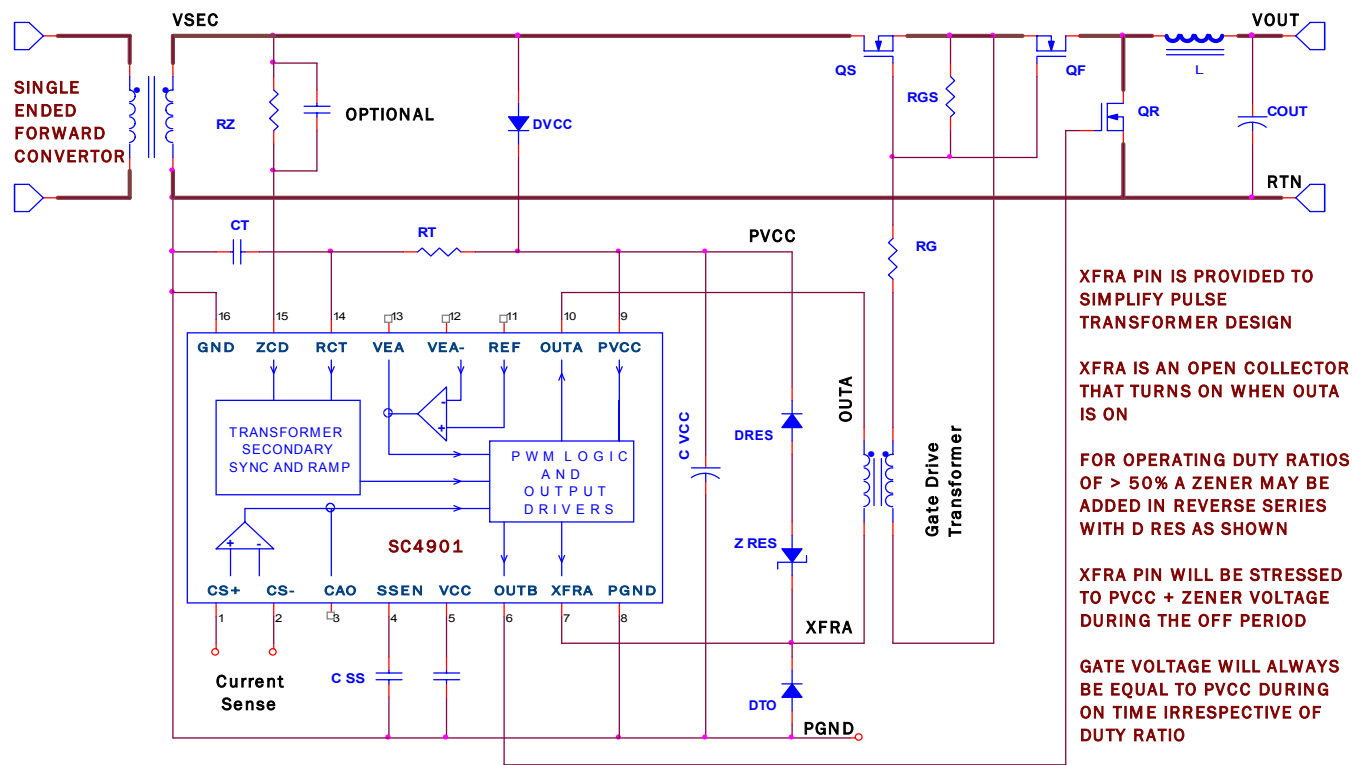 VSEC
VOUT
QS
QF
L
SINGLE
ENDED
FORWARD
CONVERTOR
RZ
OPTIONAL
DVCC
RGS
QR
COUT
RTN
CT
RT
PVCC
RG
XFRA PIN IS PROVIDED TO
SIMPLIFY PULSE
TRANSFORMER DESIGN
XFRA IS AN OPEN COLLECTOR
THAT TURNS ON WHEN OUTA
IS ON
FOR OPERATING DUTY RATIOS
OF > 50% A ZENER MAY BE
ADDED IN REVERSE SERIES
WITH D RES AS SHOWN
XFRA PIN WILL BE STRESSED
TO PVCC + ZENER VOLTAGE
DURING THE OFF PERIOD
GATE VOLTAGE WILL ALWAYS
BE EQUAL TO PVCC DURING
ON TIME IRRESPECTIVE OF
DUTY RATIO
16 15 14 13 12 11 10 9
GND ZCD RCT VEA VEA- REF OUTA PVCC
- +
TRANSFORMER
SECONDARY
SYNC AND RAMP
PWM LOGIC
AND
OUTPUT
DRIVERS
+ -
SC4901
CS+ CS- CAO SSEN VCC OUTB XFRA PGND
1 2 3 4 5 6 7 8
Current
Sense
C SS
C VCC
DRES
Z RES
OUTA
Gate Drive
Transformer
XFRA
DTO
PGND